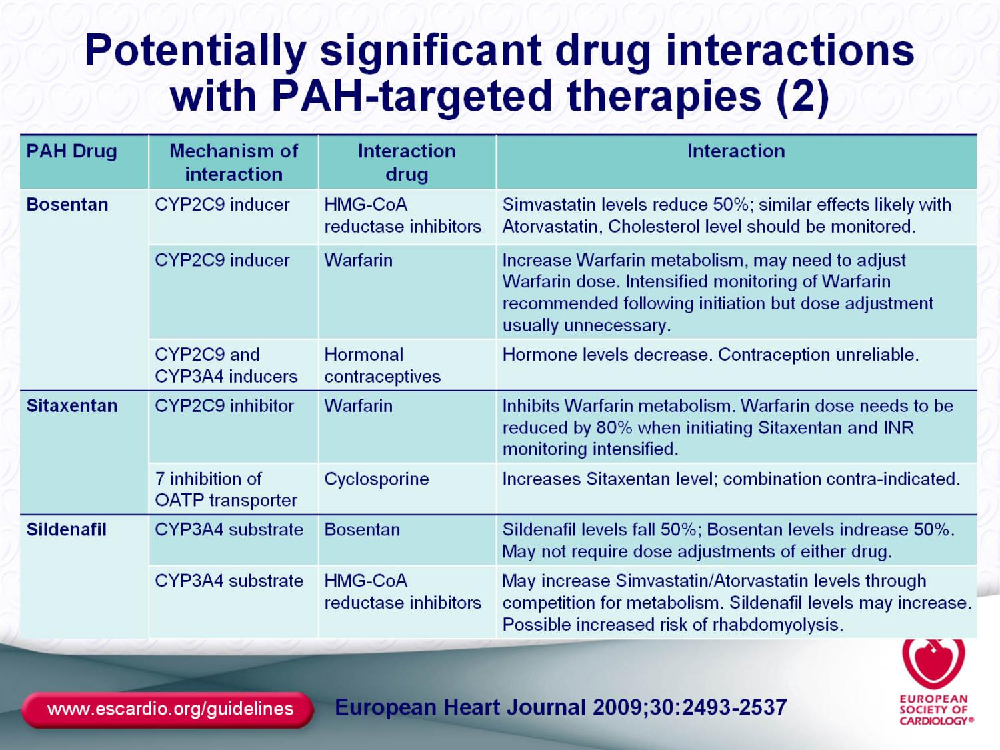 Potentially significant drug interactions
with PAH-targeted therapies (2)
PAH Drug
Mechanism of
interaction
Interaction
drug
Interaction
Bosentan
CYP2C9 inducer
HMG-CoA
reductase inhibitors
Simvastatin levels reduce 50%; similar effects likely with
Atorvastatin, Cholesterol level should be monitored.
CYP2C9 inducer
Warfarin
Increase Warfarin metabolism, may need to adjust
Warfarin dose. Intensified monitoring of Warfarin
recommended following initiation but dose adjustment
usually unnecessary.
CYP2C9 and
CYP3A4 inducers
Hormonal
contraceptives
Hormone levels decrease. Contraception unreliable.
Sitaxentan
CYP2C9 inhibitor
Warfarin
Inhibits Warfarin metabolism. Warfarin dose needs to be
reduced by 80% when initiating Sitaxentan and INR
monitoring intensified.
7 inhibition of
OATP transporter
Cyclosporine
Increases Sitaxentan level; combination contra-indicated.
Sildenafil
CYP3A4 substrate
Bosentan
Sildenafil levels fall 50%; Bosentan levels indrease 50%.
May not require dose adjustments of either drug.
CYP3A4 substrate
HMG-CoA
reductase inhibitors
May increase Simvastatin/Atorvastatin levels through
competition for metabolism. Sildenafil levels may increase.
Possible increased risk of rhabdomyolysis.
www.escardio.org/guidelines
European Heart Journal 2009;30:2493-2537
EUROPEAN
SOCIETY OF
CARDIOLOGY®